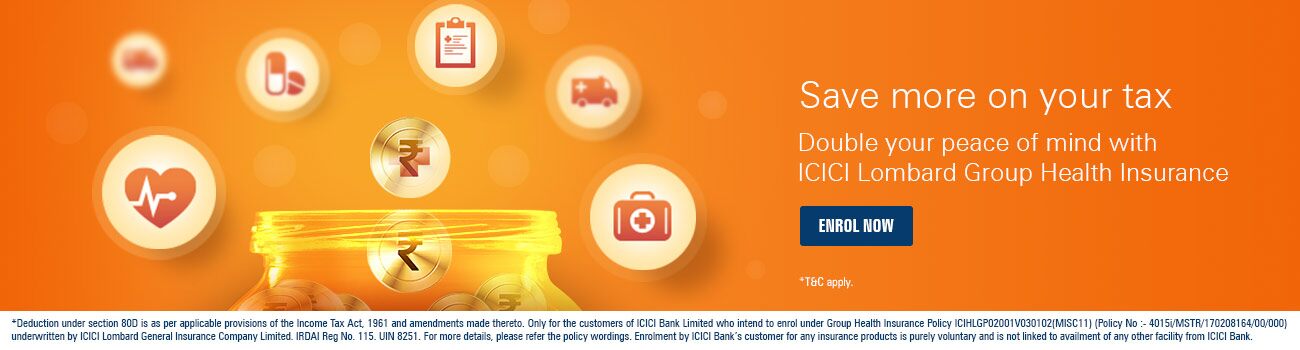 Save more on your tax
Double your peace of mind with
ICICI Lombard Group Health Insurance
ENROL NOW
*T&C apply.
*Deduction under section 80D is as per applicable provisions of the Income Tax Act, 1961 and amendments made thereto. Only for the customers of ICICI Bank Limited who intend to enrol under Group Health Insurance Policy ICIHLGP02001V030102(MISC11) (Policy No :- 4015i/MSTR/170208164/00/000)
underwritten by ICICI Lombard General Insurance Company Limited. IRDAI Reg No. 115. UIN 8251. For more details, please refer the policy wordings. Enrolment by ICICI Bank's customer for any insurance products is purely voluntary and is not linked to availment of any other facility from ICICI Bank.